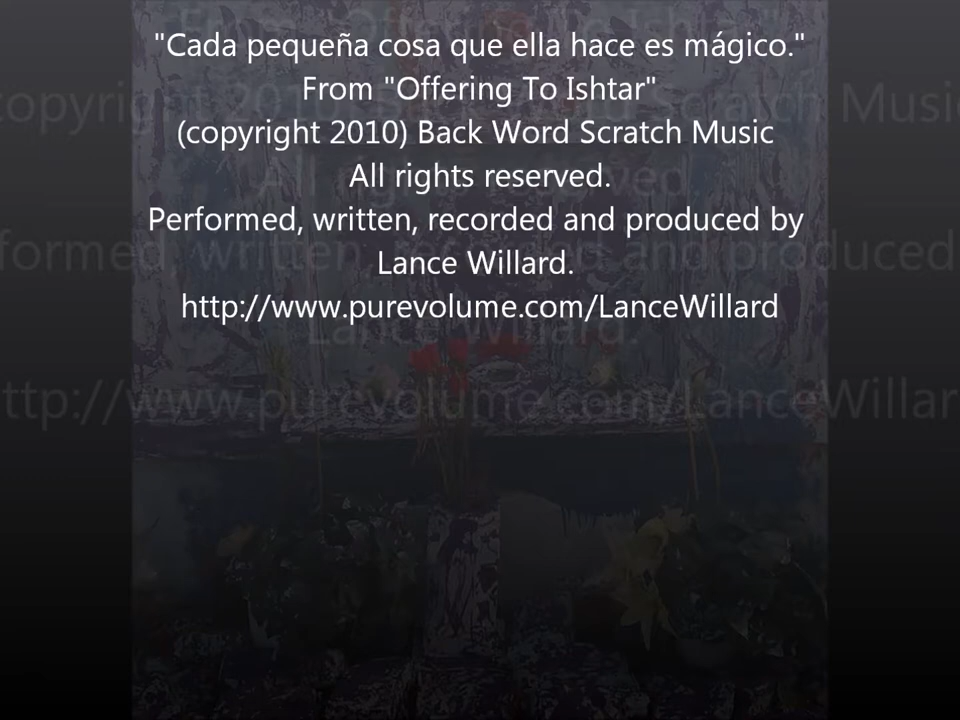 "Cada pequeña cosa que ella hace es mágico."
From "Offering To Ishtar"
(copyright 2010) Back Word Scratch Music
All rights reserved.
Performed, written, recorded and produced by
Lance Willard.
http://www.purevolume.com/LanceWillard